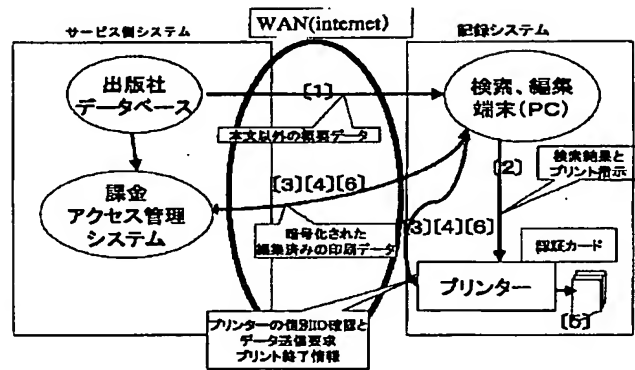 WAN(internet)
サービス側システム
記録システム
出版社
データベース
[1]
検索、編集
端末(PC)
本文以外の概要データ
[2]
検索結果と
プリント指示
[3][4][6]
課金
アクセス管理
システム
暗号化された
編集済みの印刷データ
[3][4][6]
認証カード
プリンター
[5]
プリンターの個別ID確認と
データ送信要求
プリント終了情報